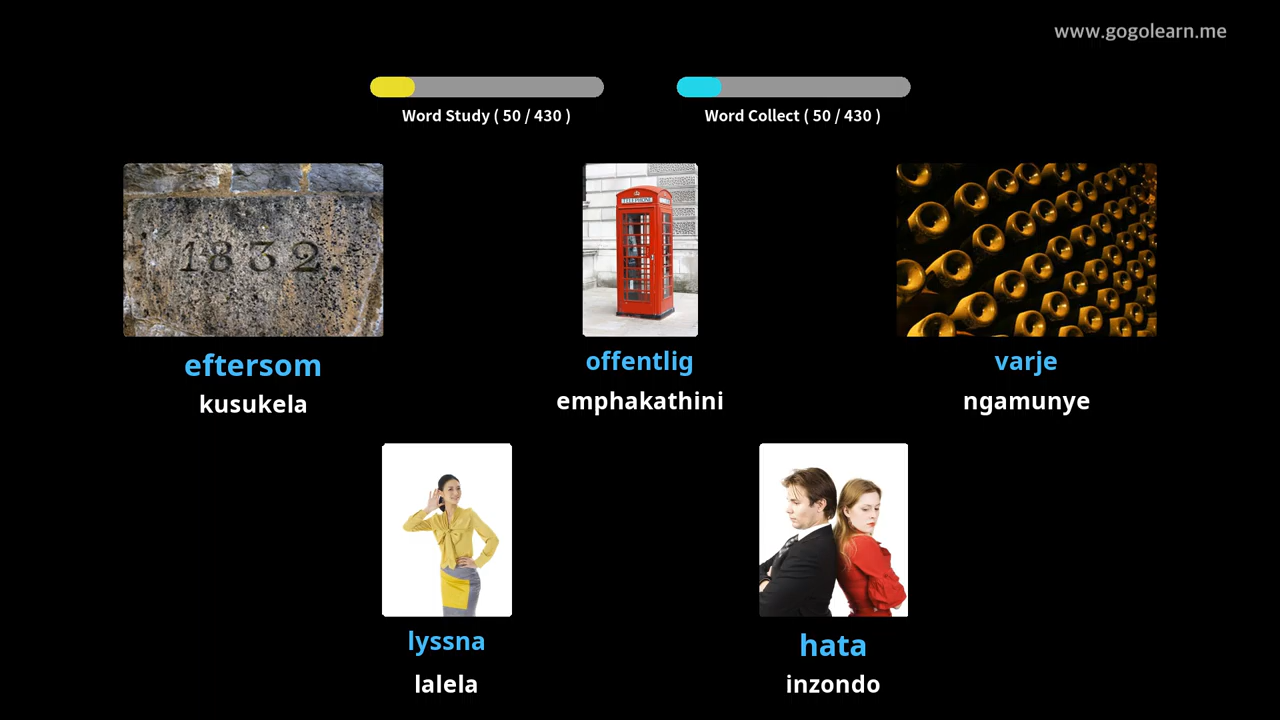 www.gogolearn.me
Word Study ( 50 / 430 )
Word Collect ( 50 / 430 )
1832.
TELEPHONE
eftersom
kusukela
offentlig
emphakathini
varje
ngamunye
lyssna
lalela
hata
inzondo